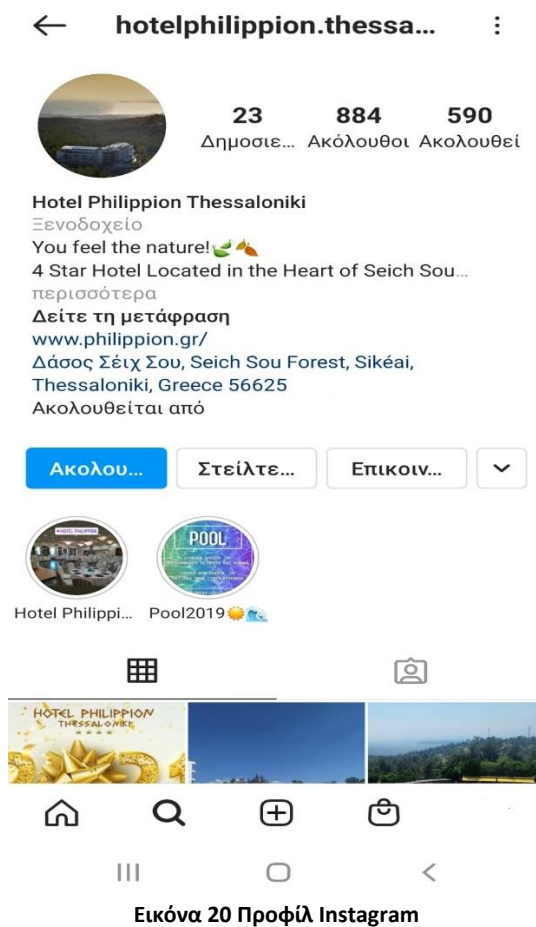 hotelphilippion.thessa...
23 884 590
Δημοσιε... Ακόλουθοι Ακολουθεί
Hotel Philippion Thessaloniki
Ξενοδοχείο
You feel the nature!🍃🍂
4 Star Hotel Located in the Heart of Seich Sou...
περισσότερα
Δείτε τη μετάφραση
www.philippion.gr/
Δάσος Σέιχ Σου, Seich Sou Forest, Sikéai,
Thessaloniki, Greece 56625
Ακολουθείται από
Ακολου... Στείλτε... Επικοιν...
HOTEL PHILIPPION
POOL
Hotel Philippi... Pool2019🌞🌊
HOTEL PHILIPPION
THESSALONIKI
Εικόνα 20 Προφίλ Instagram